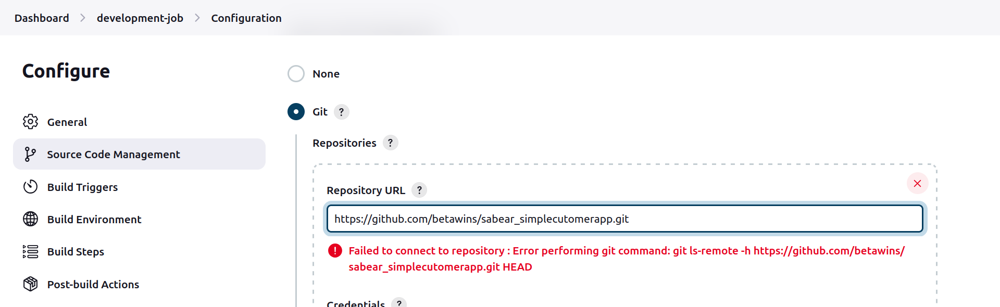 Dashboard > development-job > Configuration
Configure
General
Source Code Management
Build Triggers
Build Environment
Build Steps
Post-build Actions
None
Git ?
Repositories ?
Repository URL ?
https://github.com/betawins/sabear_simplecutomerapp.git
Failed to connect to repository : Error performing git command: git ls-remote -h https://github.com/betawins/
sabear_simplecutomerapp.git HEAD
Credentials ?